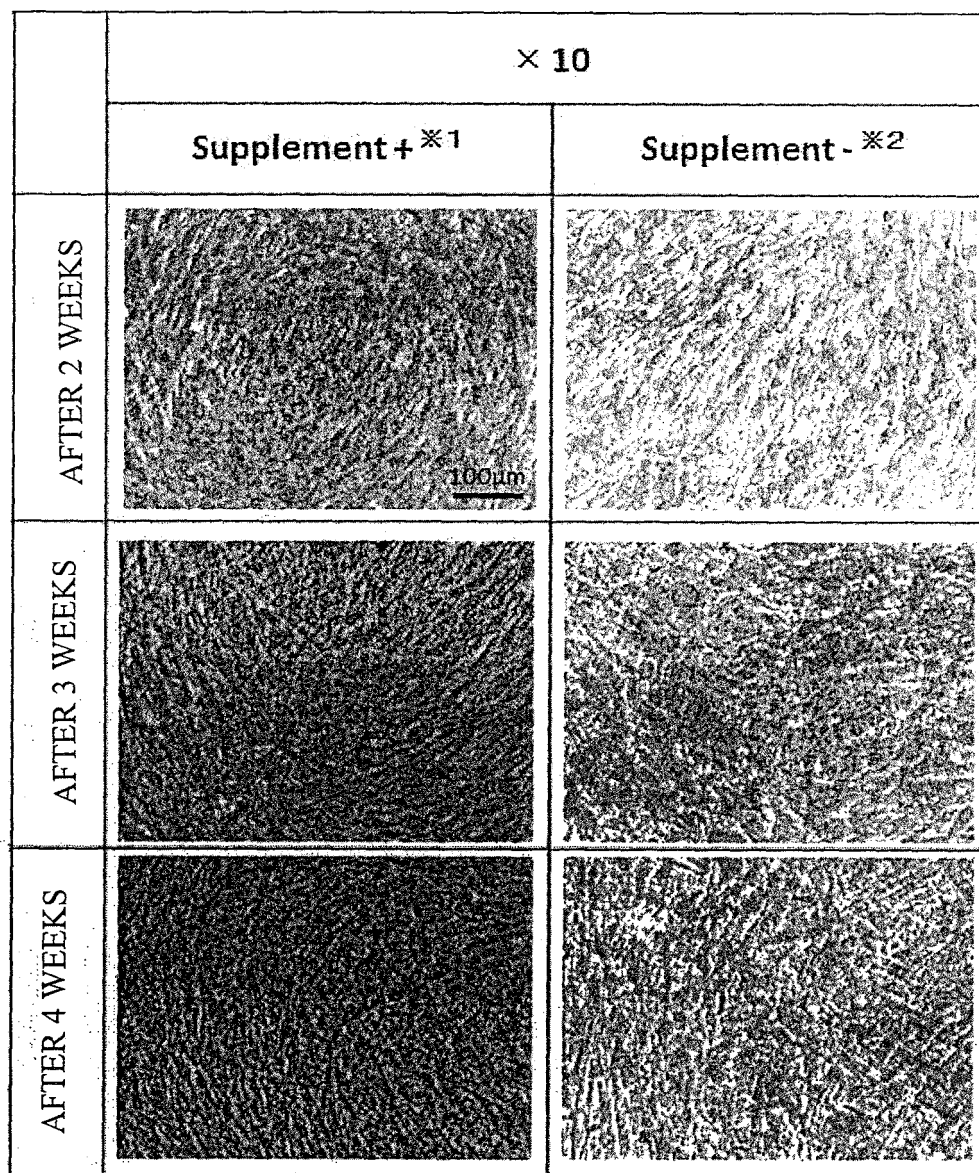 × 10
Supplement + ※1
Supplement - ※2
AFTER 2 WEEKS
100μm
AFTER 3 WEEKS
AFTER 4 WEEKS